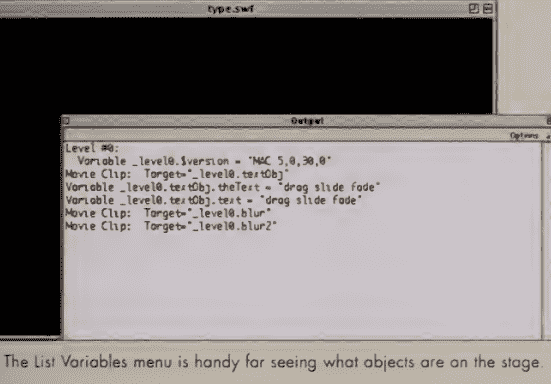 type.swf
Output
Options
Level #0:
Variable _level0.$version = "MAC 5,0,30,0"
Movie Clip: Target="_level0.textObj"
Variable _level0.textObj.theText = "drag slide fade"
Variable _level0.textObj.text = "drag slide fade"
Movie Clip: Target="_level0.blur"
Movie Clip: Target="_level0.blur2"
The List Variables menu is handy for seeing what objects are on the stage.